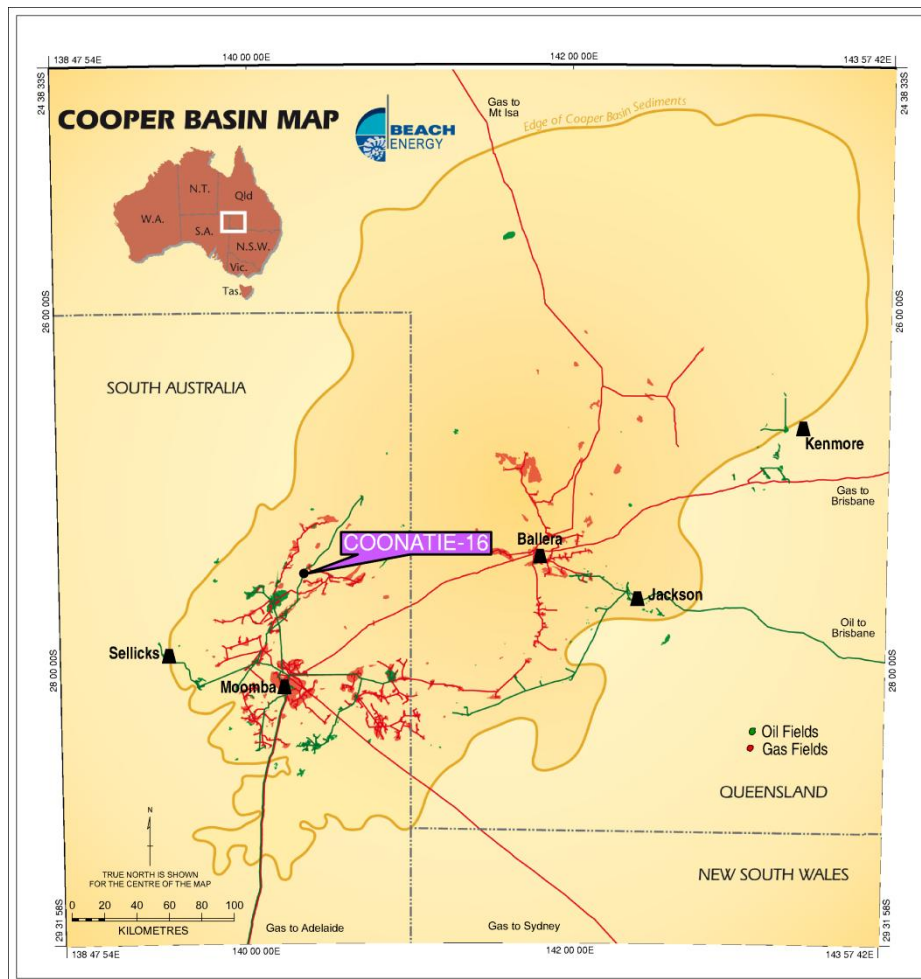 138 47 54E
140 00 00E
142 00 00E
143 57 42E
24 38 33S
24 38 33S
COOPER BASIN MAP
BEACH
ENERGY
Gas to
Mt Isa
Edge of Cooper Basin Sediments
N.T.
Qld
W.A.
S.A.
N.S.W.
Vic.
Tas.
26 00 00S
26 00 00S
SOUTH AUSTRALIA
Kenmore
Gas to
Brisbane
COONATIE-16
Ballera
Jackson
Oil to
Brisbane
Sellicks
Moomba
28 00 00S
28 00 00S
Oil Fields
Gas Fields
QUEENSLAND
N
TRUE NORTH IS SHOWN
FOR THE CENTRE OF THE MAP
0 20 40 60 80 100
KILOMETRES
NEW SOUTH WALES
Gas to Adelaide
Gas to Sydney
29 31 58S
29 31 58S
138 47 54E
140 00 00E
142 00 00E
143 57 42E